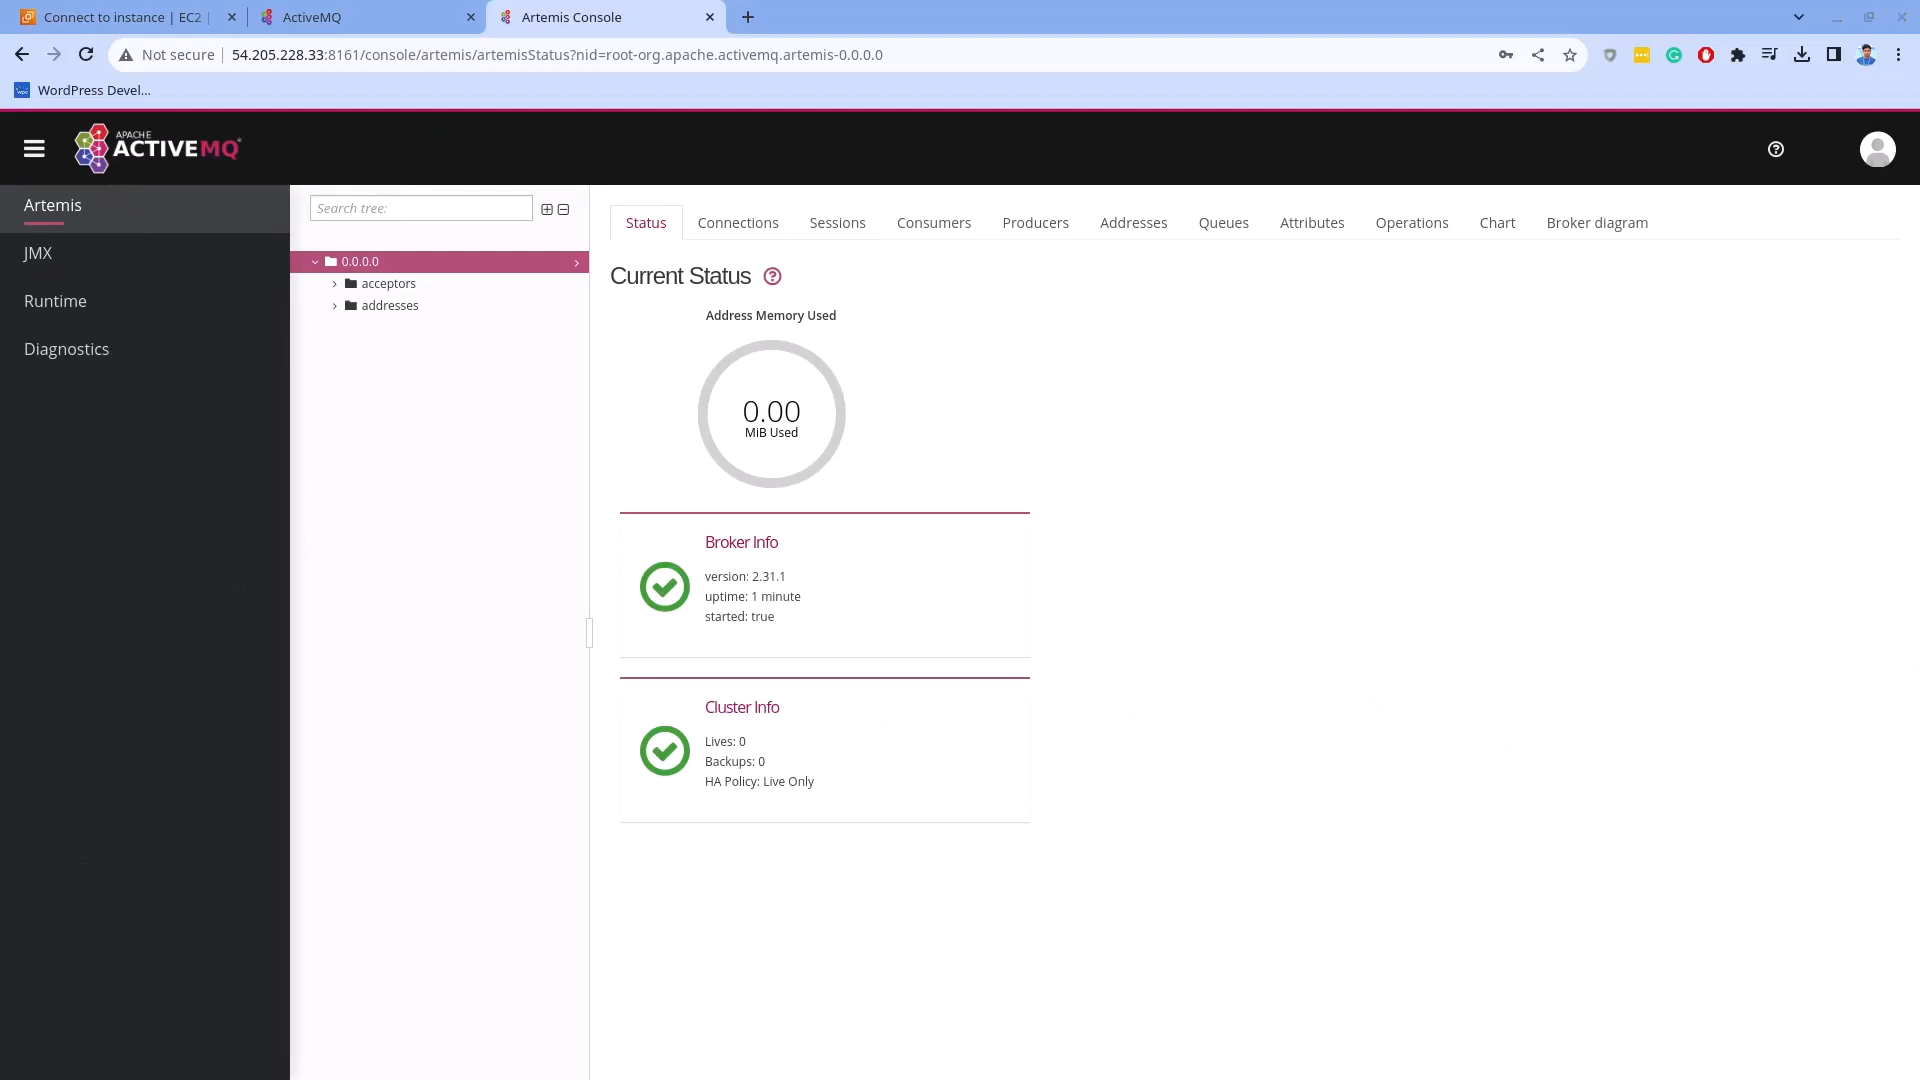 Connect to instance | EC2
ActiveMQ
Artemis Console
Not secure
54.205.228.33:8161/console/artemis/artemisStatus?nid=root-org.apache.activemq.artemis-0.0.0.0
WordPress Devel...
APACHE
ACTIVEMQ
Artemis
JMX
Runtime
Diagnostics
Search tree:
0.0.0.0
acceptors
addresses
Status
Connections
Sessions
Consumers
Producers
Addresses
Queues
Attributes
Operations
Chart
Broker diagram
Current Status
Address Memory Used
0.00
MiB Used
Broker Info
version: 2.31.1
uptime: 1 minute
started: true
Cluster Info
Lives: 0
Backups: 0
HA Policy: Live Only